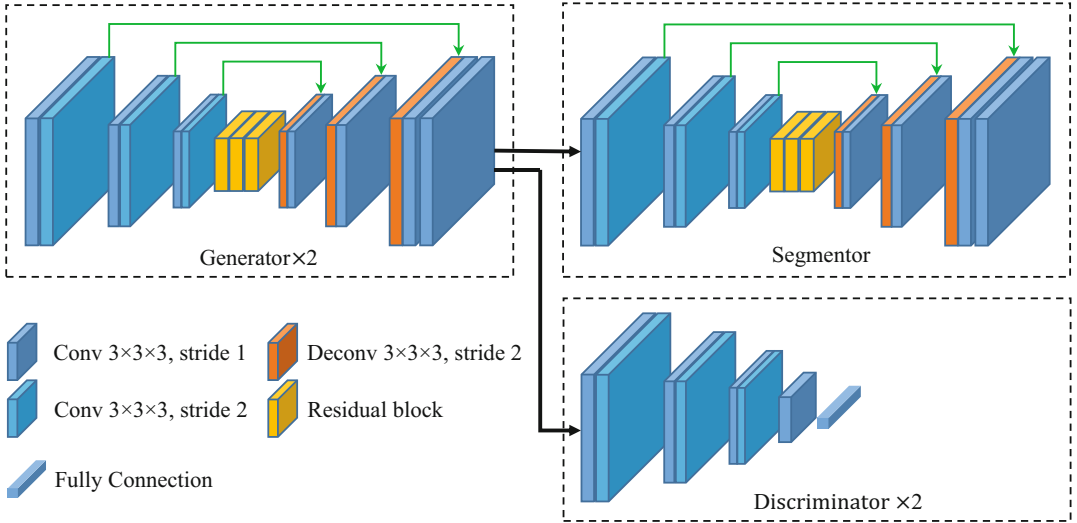 Generator×2
Segmentor
Conv 3×3×3, stride 1
Deconv 3×3×3, stride 2
Conv 3×3×3, stride 2
Residual block
Fully Connection
Discriminator ×2